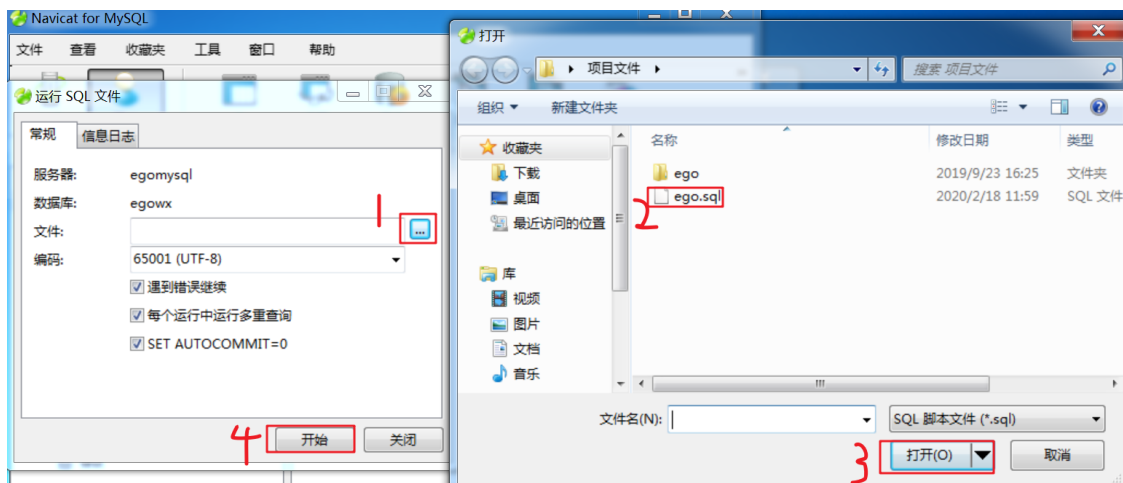 Navicat for MySQL
文件 查看 收藏夹 工具 窗口 帮助
运行 SQL 文件
常规 信息日志
服务器: egomysql
数据库: egowx
文件: ...
1
编码: 65001 (UTF-8)
遇到错误继续
每个运行中运行多重查询
SET AUTOCOMMIT=0
4
开始 关闭
打开
项目文件
搜索 项目文件
组织 新建文件夹
收藏夹
下载
桌面
最近访问的位置
库
视频
图片
文档
音乐
名称 修改日期 类型
ego 2019/9/23 16:25 文件夹
2
ego.sql 2020/2/18 11:59 SQL 文件
文件名(N): SQL 脚本文件 (*.sql)
3
打开(O) 取消